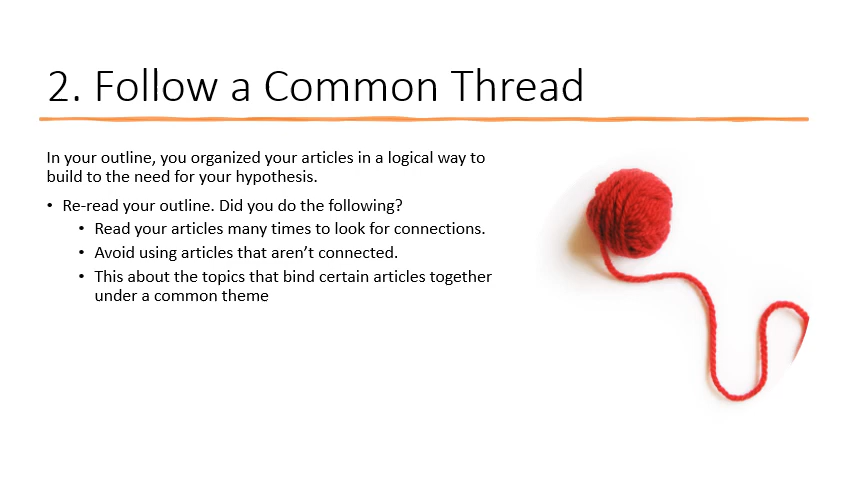 2. Follow a Common Thread
In your outline, you organized your articles in a logical way to
build to the need for your hypothesis.
• Re-read your outline. Did you do the following?
• Read your articles many times to look for connections.
• Avoid using articles that aren’t connected.
• This about the topics that bind certain articles together
under a common theme